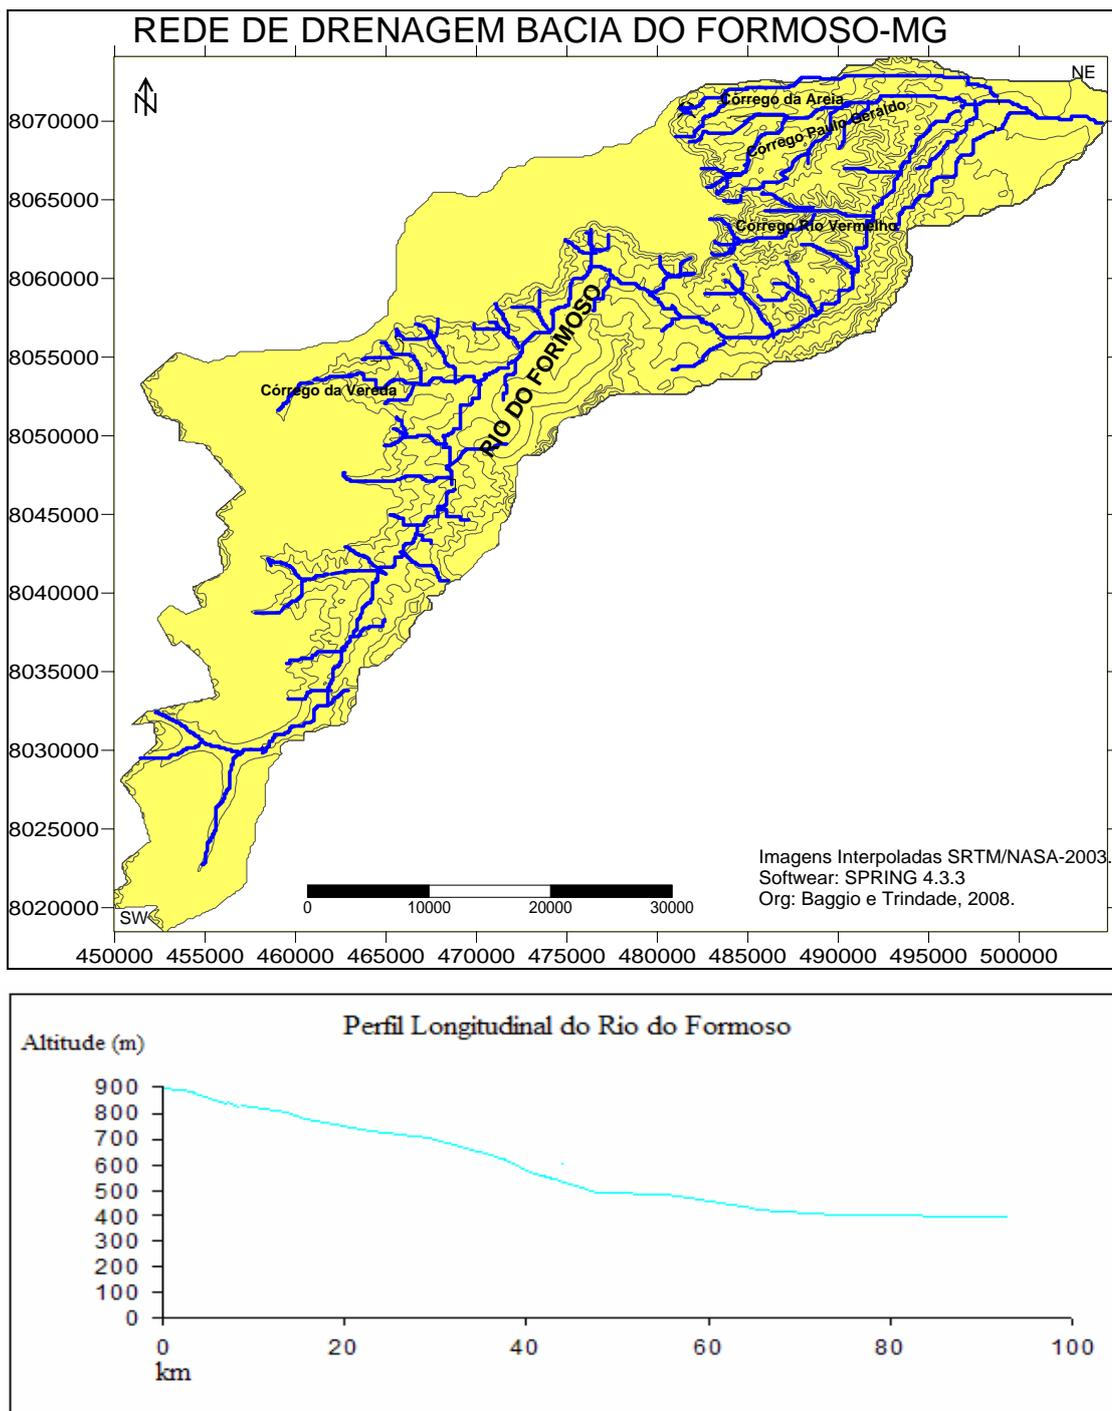 REDE DE DRENAGEM BACIA DO FORMOSO-MG
N
NE
Córrego da Areia
Córrego Paulo Geraldo
Córrego Rio Vermelho
RIO DO FORMOSO
Córrego da Vereda
8070000
8065000
8060000
8055000
8050000
8045000
8040000
8035000
8030000
8025000
8020000
SW
Imagens Interpoladas SRTM/NASA-2003.
Softwear: SPRING 4.3.3
Org: Baggio e Trindade, 2008.
0 10000 20000 30000
450000 455000 460000 465000 470000 475000 480000 485000 490000 495000 500000
Perfil Longitudinal do Rio do Formoso
Altitude (m)
900
800
700
600
500
400
300
200
100
0
0 20 40 60 80 100
km